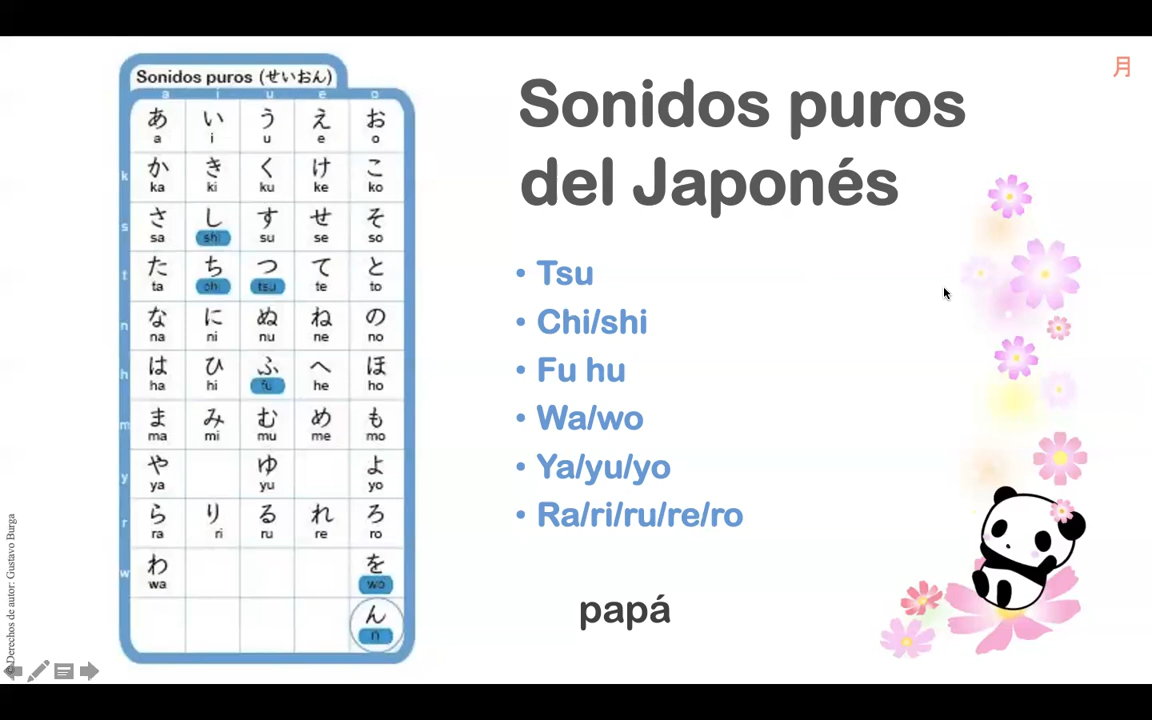 月
Sonidos puros (せいおん)
a i u e o
あ い う え お
a i u e o
k か き く け こ
ka ki ku ke ko
s さ し す せ そ
sa shi su se so
t た ち つ て と
ta chi tsu te to
n な に ぬ ね の
na ni nu ne no
h は ひ ふ へ ほ
ha hi fu he ho
m ま み む め も
ma mi mu me mo
y や ゆ よ
ya yu yo
r ら り る れ ろ
ra ri ru re ro
w わ を
wa wo
ん
n
Sonidos puros
del Japonés
• Tsu
• Chi/shi
• Fu hu
• Wa/wo
• Ya/yu/yo
• Ra/ri/ru/re/ro
papá
©Derechos de autor: Gustavo Burga